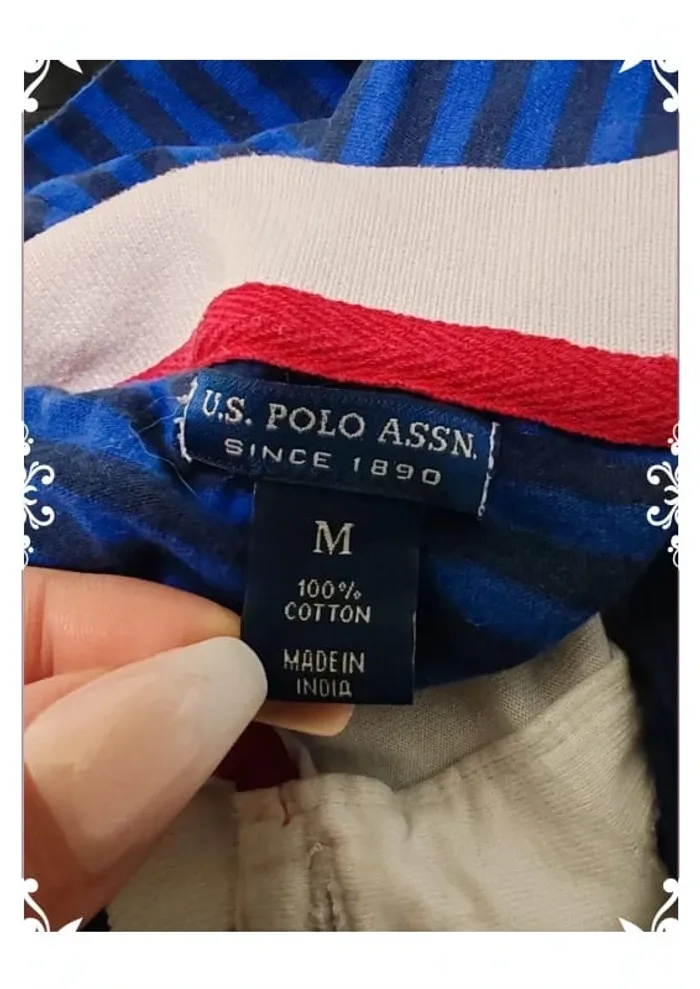 U.S. POLO ASSN.
SINCE 1890
M
100%
COTTON
MADE IN
INDIA